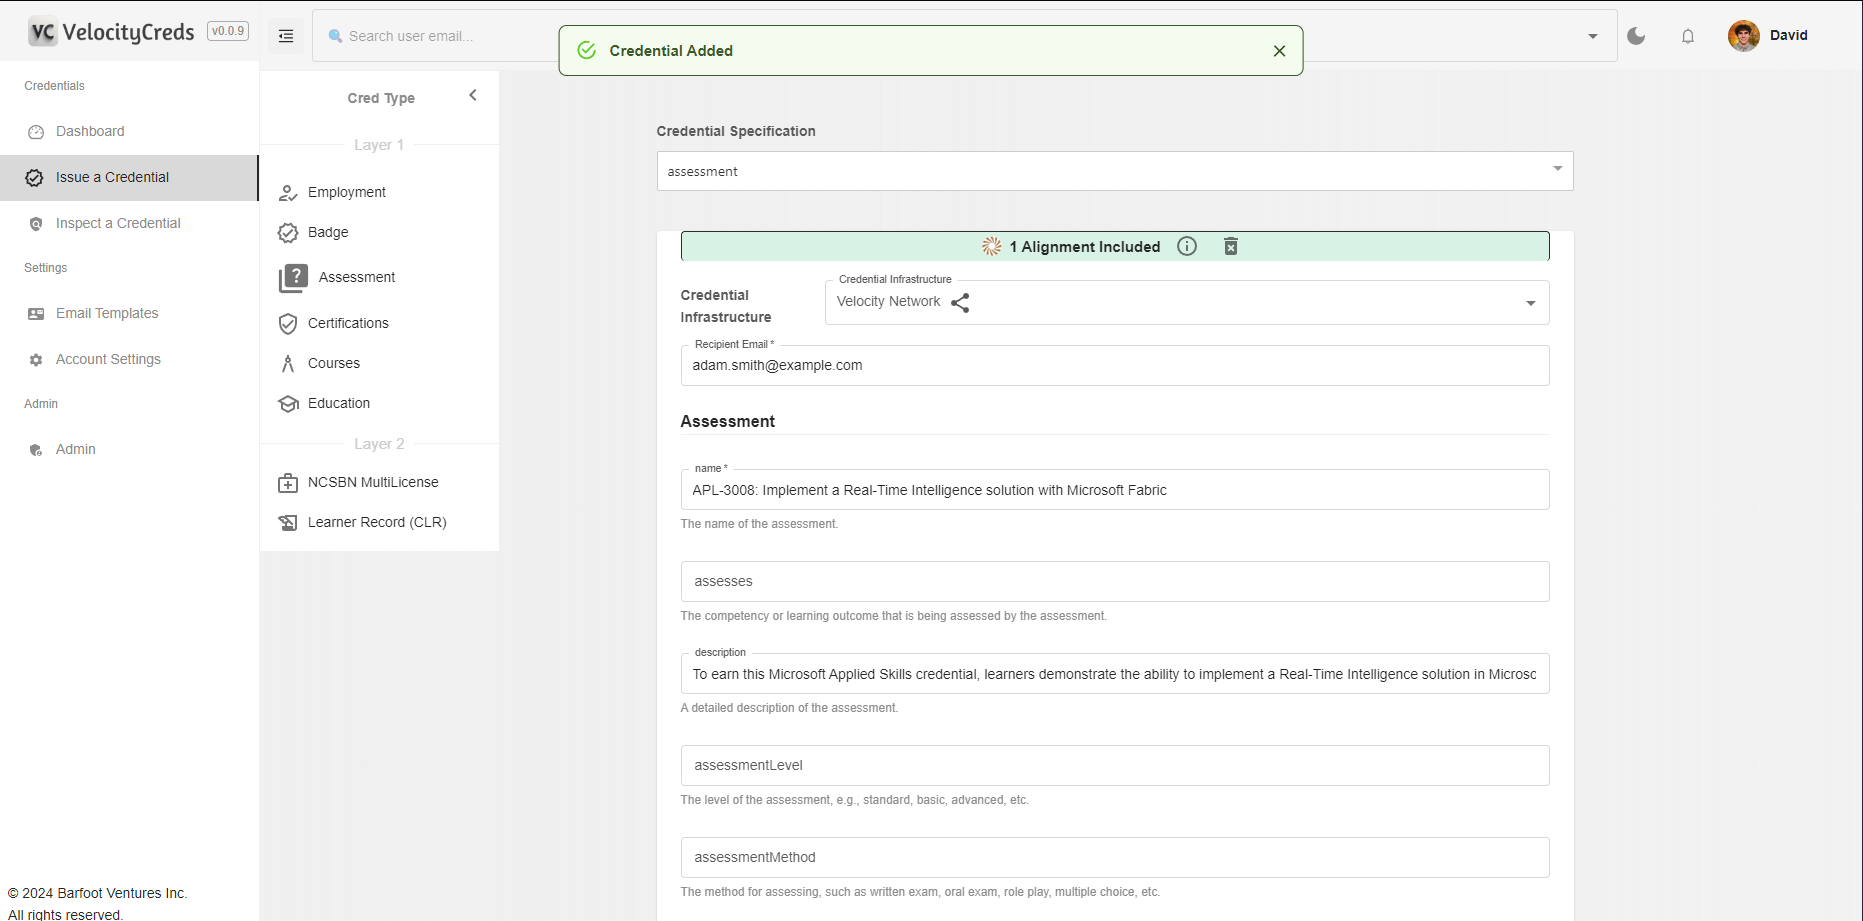 VC VelocityCreds v0.0.9
Search user email...
Credential Added
David
Credentials
Dashboard
Issue a Credential
Inspect a Credential
Settings
Email Templates
Account Settings
Admin
Admin
© 2024 Barfoot Ventures Inc.
All rights reserved.
Cred Type
Layer 1
Employment
Badge
Assessment
Certifications
Courses
Education
Layer 2
NCSBN MultiLicense
Learner Record (CLR)
Credential Specification
assessment
1 Alignment Included
Credential
Infrastructure
Credential Infrastructure
Velocity Network
Recipient Email *
adam.smith@example.com
Assessment
name *
APL-3008: Implement a Real-Time Intelligence solution with Microsoft Fabric
The name of the assessment.
assesses
The competency or learning outcome that is being assessed by the assessment.
description
To earn this Microsoft Applied Skills credential, learners demonstrate the ability to implement a Real-Time Intelligence solution in Microsc
A detailed description of the assessment.
assessmentLevel
The level of the assessment, e.g., standard, basic, advanced, etc.
assessmentMethod
The method for assessing, such as written exam, oral exam, role play, multiple choice, etc.